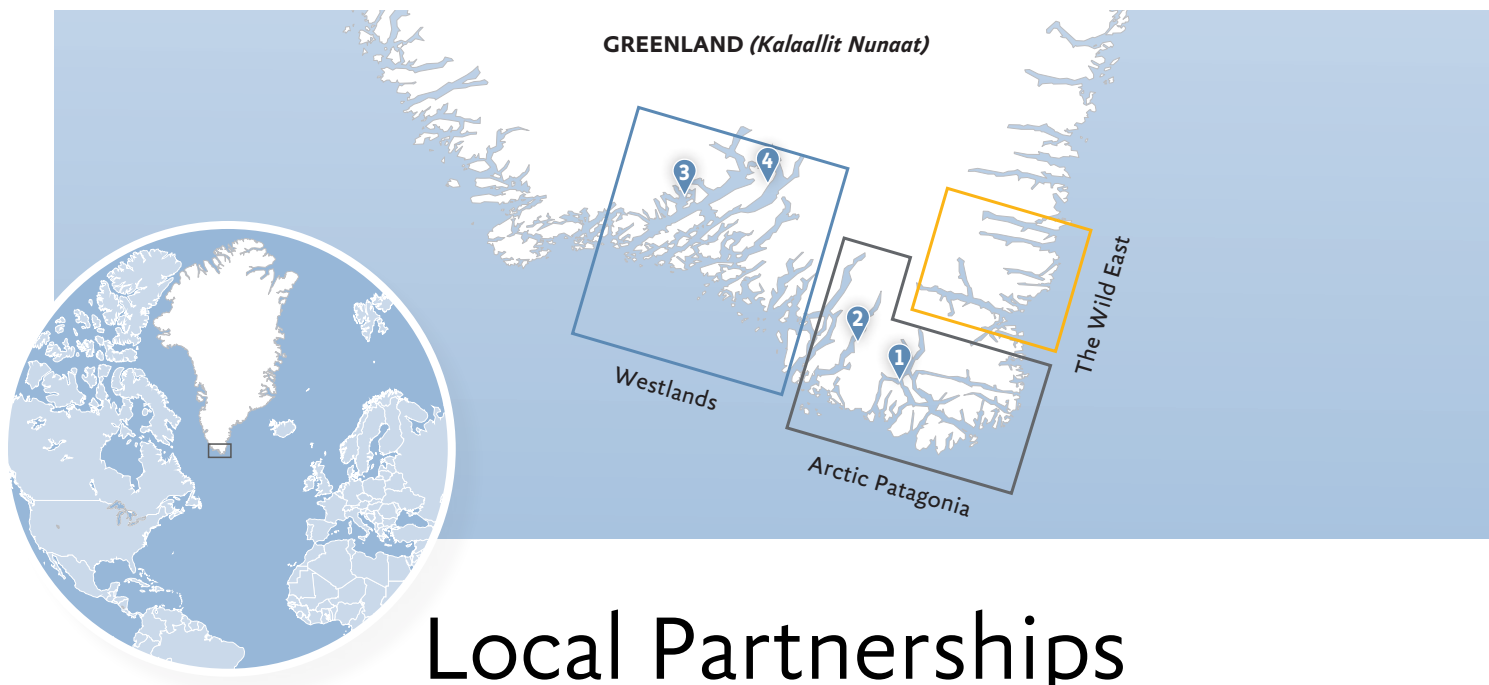 GREENLAND (Kalaallit Nunaat)
3
4
2
1
The Wild East
Westlands
Arctic Patagonia
Local Partnerships